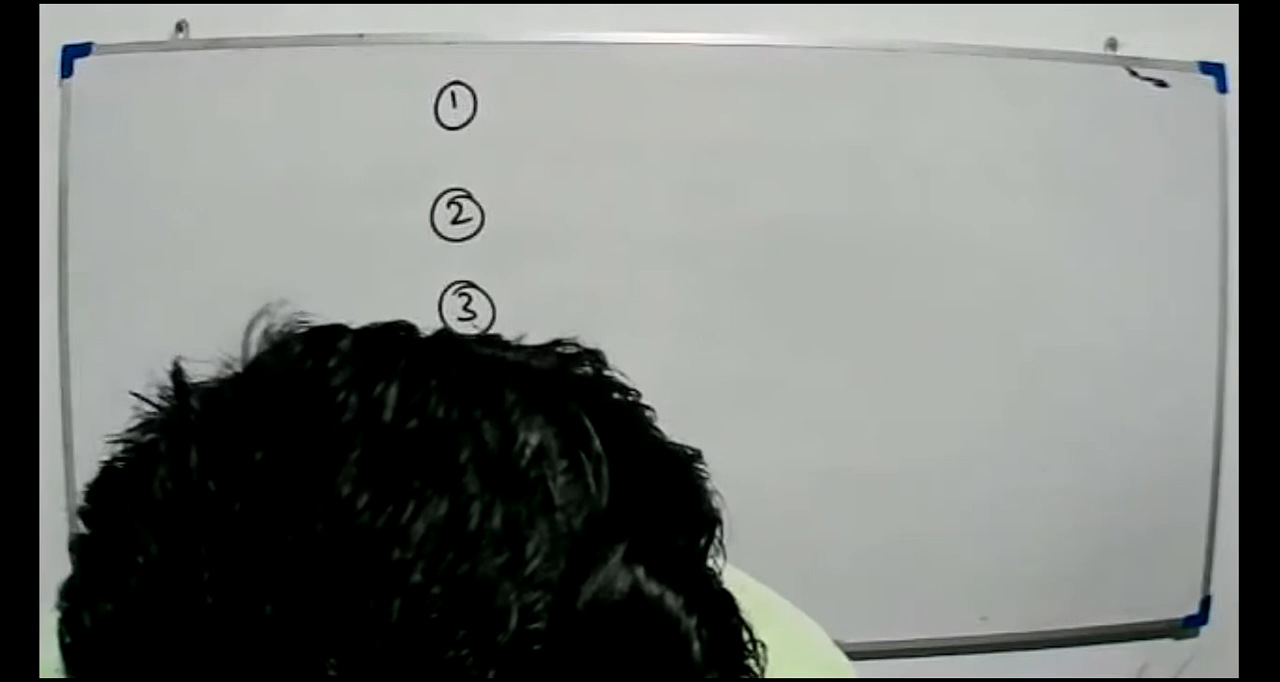 ①
②
③